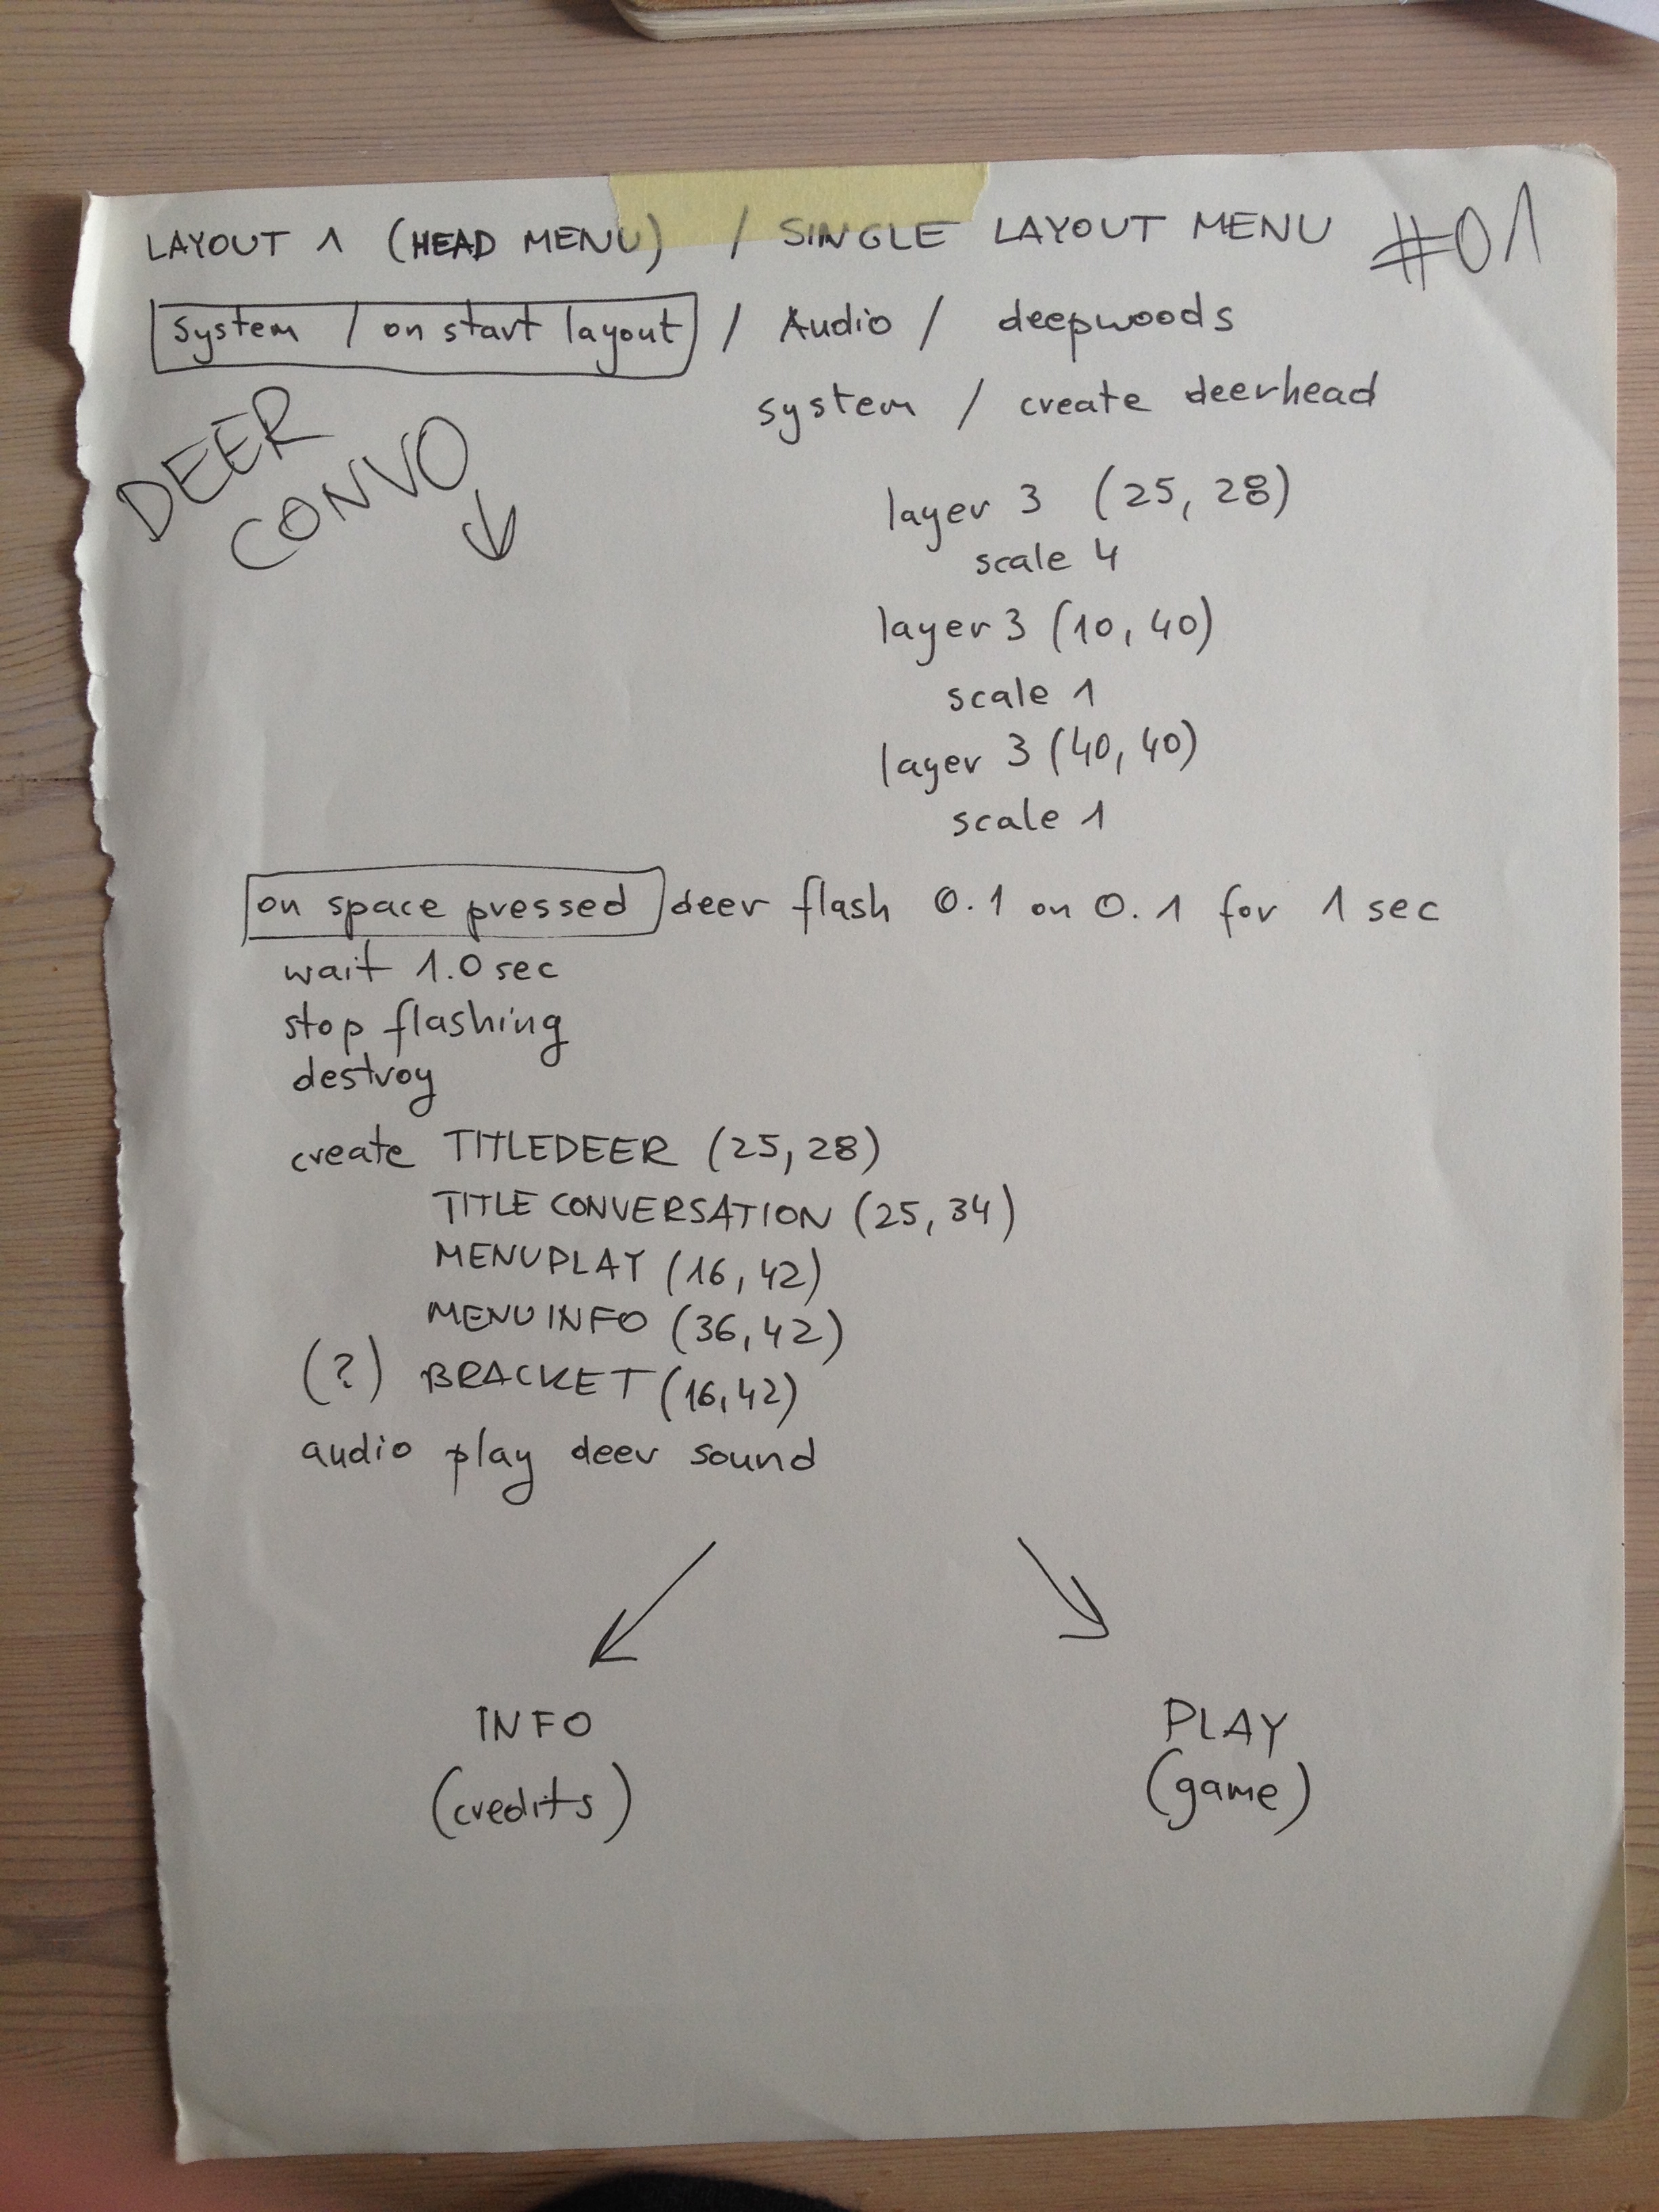 LAYOUT 1 (HEAD MENU) / SINGLE LAYOUT MENU #01
System / on start layout / Audio / deepwoods
system / create deerhead
DEER
CONVO
layer 3 (25, 28)
scale 4
layer 3 (10, 40)
scale 1
layer 3 (40, 40)
scale 1
on space pressed deer flash 0.1 on 0.1 for 1 sec
wait 1.0 sec
stop flashing
destroy
create TITLEDEER (25, 28)
TITLE CONVERSATION (25, 34)
MENUPLAY (16, 42)
MENU INFO (36, 42)
(?) BRACKET (16, 42)
audio play deer sound
INFO PLAY
(credits) (game)